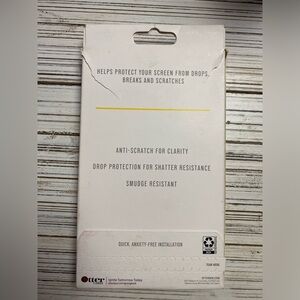 HELPS PROTECT YOUR SCREEN FROM DROPS,
BREAKS AND SCRATCHES
ANTI-SCRATCH FOR CLARITY
DROP PROTECTION FOR SHATTER RESISTANCE
SMUDGE RESISTANT
QUICK, ANXIETY-FREE INSTALLATION
Otter